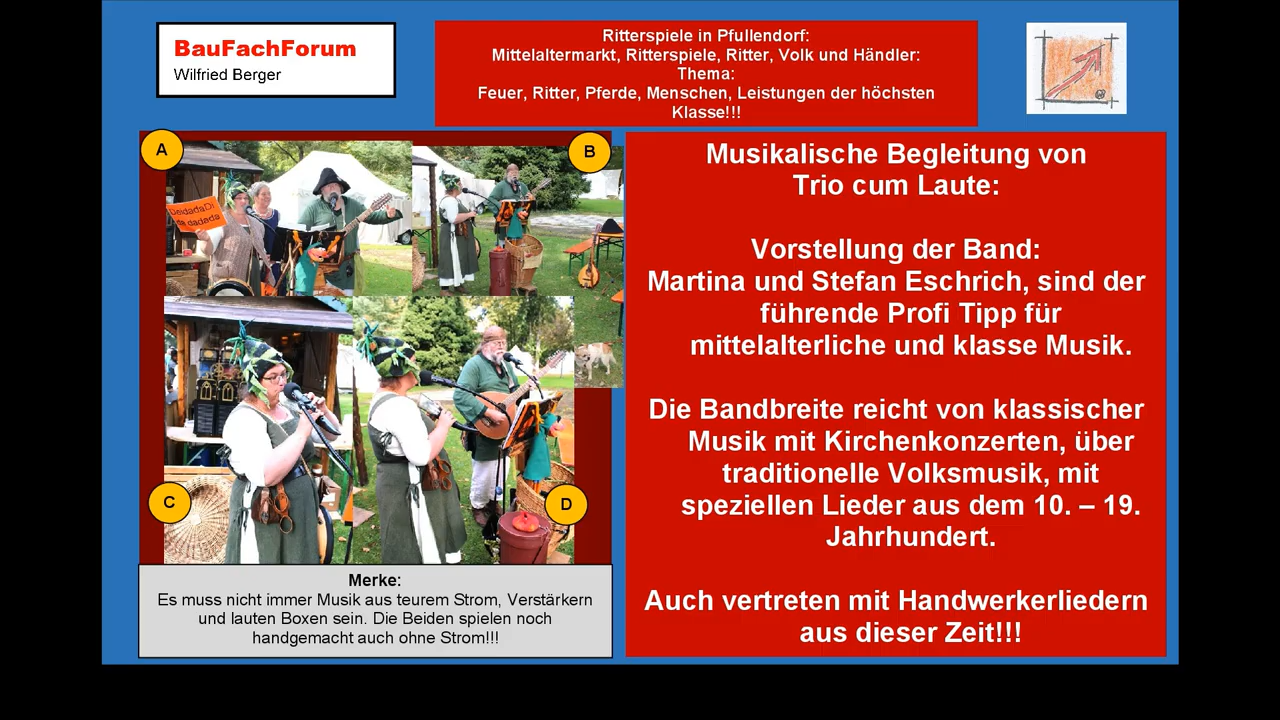 BauFachForum
Wilfried Berger
Ritterspiele in Pfullendorf:
Mittelaltermarkt, Ritterspiele, Ritter, Volk und Händler:
Thema:
Feuer, Ritter, Pferde, Menschen, Leistungen der höchsten
Klasse!!!
A
B
DadadaDi
da dadada
C
D
Merke:
Es muss nicht immer Musik aus teurem Strom, Verstärkern
und lauten Boxen sein. Die Beiden spielen noch
handgemacht auch ohne Strom!!!
Musikalische Begleitung von
Trio cum Laute:
Vorstellung der Band:
Martina und Stefan Eschrich, sind der
führende Profi Tipp für
mittelalterliche und klasse Musik.
Die Bandbreite reicht von klassischer
Musik mit Kirchenkonzerten, über
traditionelle Volksmusik, mit
speziellen Lieder aus dem 10. – 19.
Jahrhundert.
Auch vertreten mit Handwerkerliedern
aus dieser Zeit!!!